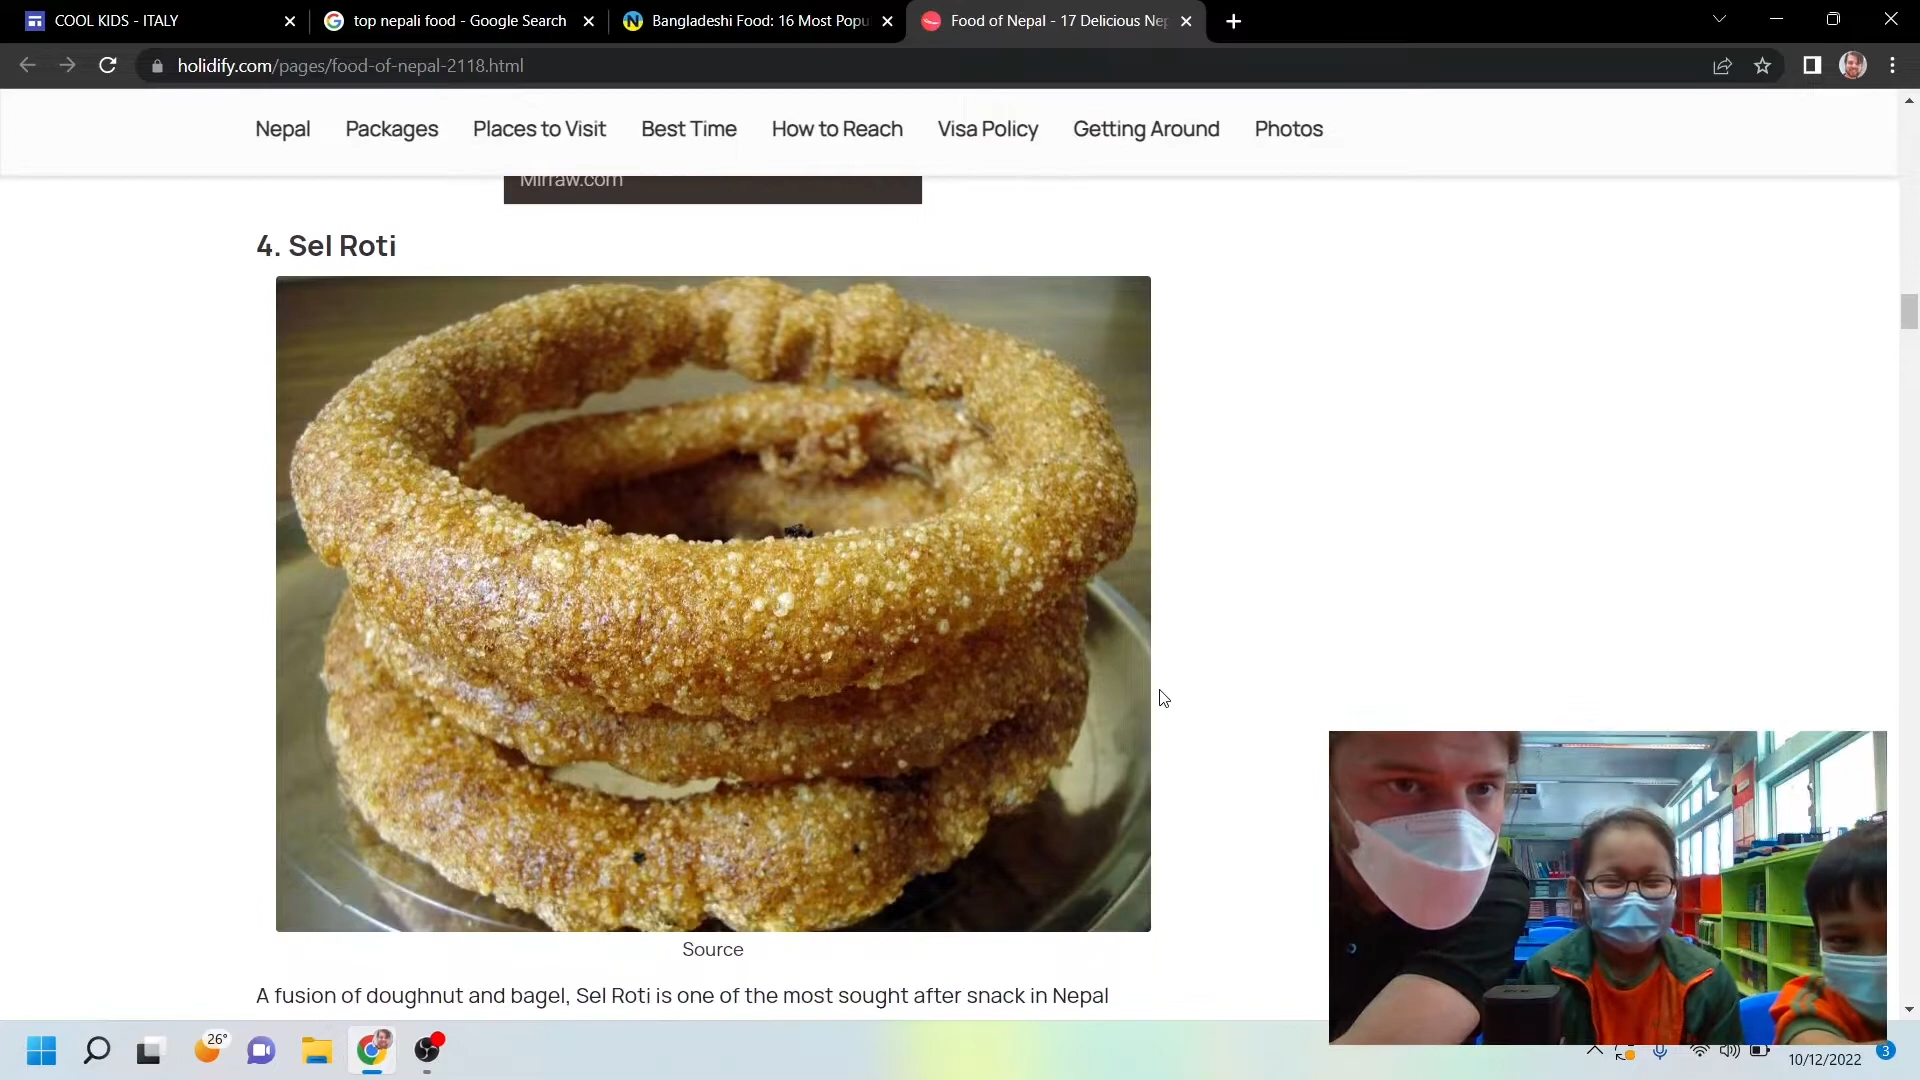 COOL KIDS - ITALY
top nepali food - Google Search
Bangladeshi Food: 16 Most Popu
Food of Nepal - 17 Delicious Nep
holidify.com/pages/food-of-nepal-2118.html
Nepal Packages Places to Visit Best Time How to Reach Visa Policy Getting Around Photos
Mirraw.com
4. Sel Roti
Source
A fusion of doughnut and bagel, Sel Roti is one of the most sought after snack in Nepal
26°
10/12/2022
3